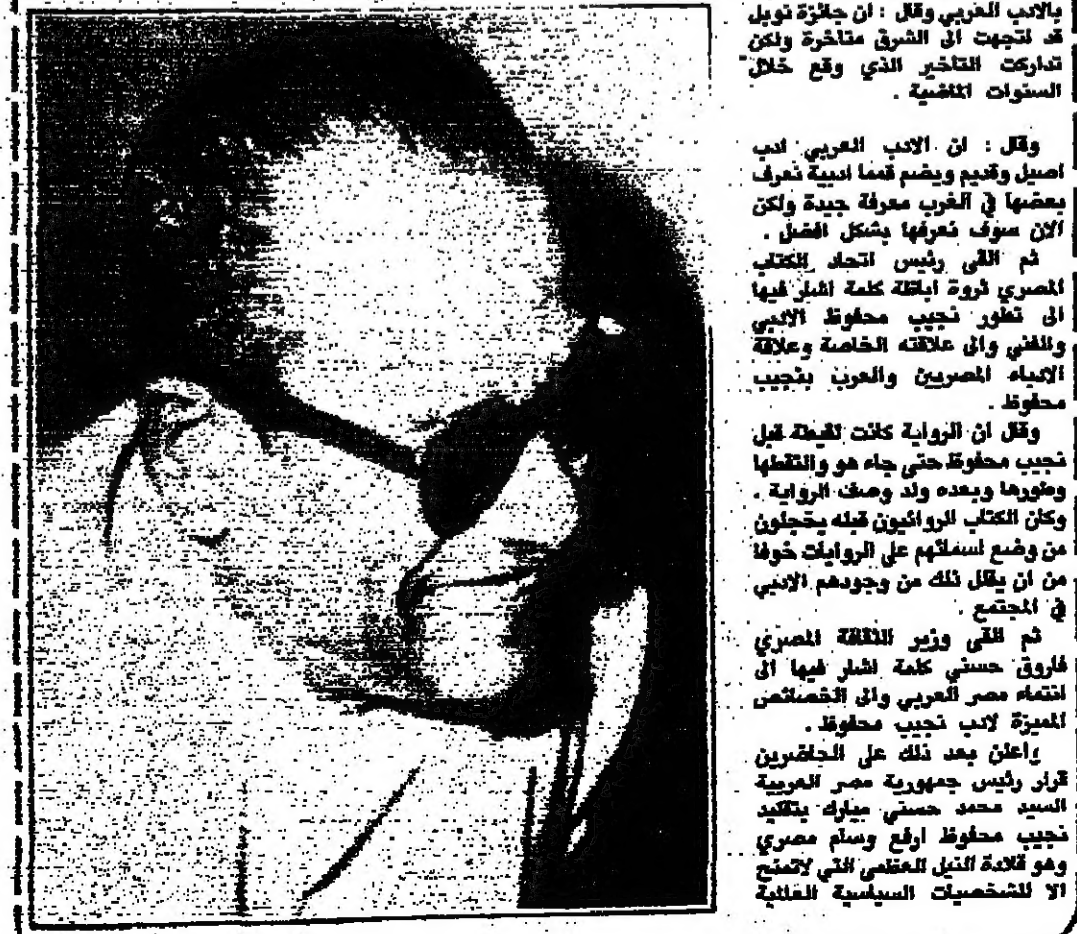 بالادب العربي وقال : ان جائزة نوبل
قد اتجهت الى الشرق متاخرة ولكن
تداركت التاخير الذي وقع خلال
السنوات الماضية .
وقال : ان الادب العربي ادب
اصيل وقديم ويضم قمما ادبية نعرف
بعضها في الغرب معرفة جيدة ولكن
الان سوف نعرفها بشكل افضل .
ثم القى رئيس اتحاد الكتاب
المصري ثروة اباظة كلمة اشار فيها
الى تطور نجيب محفوظ الادبي
والفني والى علاقته الخاصة وعلاقة
الادباء المصريين والعرب بنجيب
محفوظ .
وقال ان الرواية كانت لقيطة قبل
نجيب محفوظ حتى جاء هو والتقطها
وطورها وبعده ولد وصف الرواية .
وكان الكتاب الروائيون قبله يخجلون
من وضع اسمائهم على الروايات خوفا
من ان يقلل ذلك من وجودهم الادبي
في المجتمع .
ثم القى وزير الثقافة المصري
فاروق حسني كلمة اشار فيها الى
انتماء مصر العربي والى الخصائص
المميزة لادب نجيب محفوظ .
واعلن بعد ذلك على الحاضرين
قرار رئيس جمهورية مصر العربية
السيد محمد حسني مبارك بتقليد
نجيب محفوظ ارفع وسام مصري
وهو قلادة النيل العظمى التي لاتمنح
الا للشخصيات السياسية العالمية